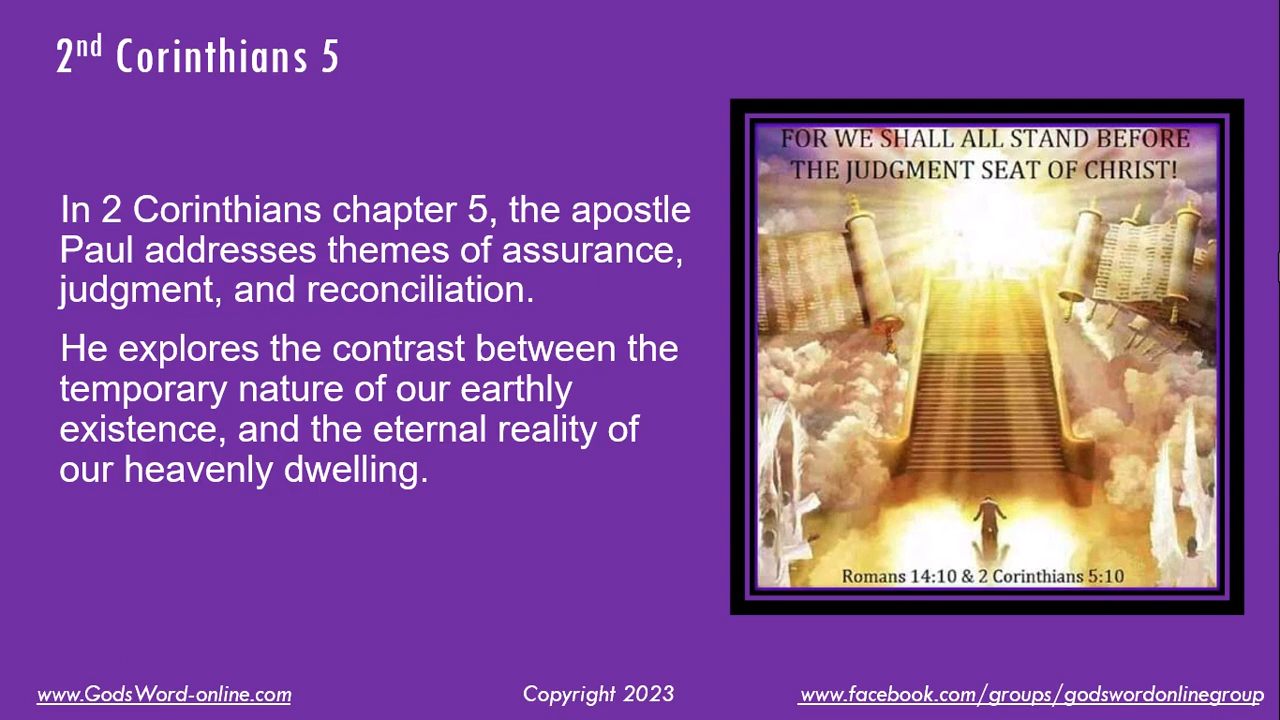 2nd Corinthians 5
In 2 Corinthians chapter 5, the apostle
Paul addresses themes of assurance,
judgment, and reconciliation.
He explores the contrast between the
temporary nature of our earthly
existence, and the eternal reality of
our heavenly dwelling.
FOR WE SHALL ALL STAND BEFORE
THE JUDGMENT SEAT OF CHRIST!
Romans 14:10 & 2 Corinthians 5:10
www.GodsWord-online.com
Copyright 2023
www.facebook.com/groups/godswordonlinegroup